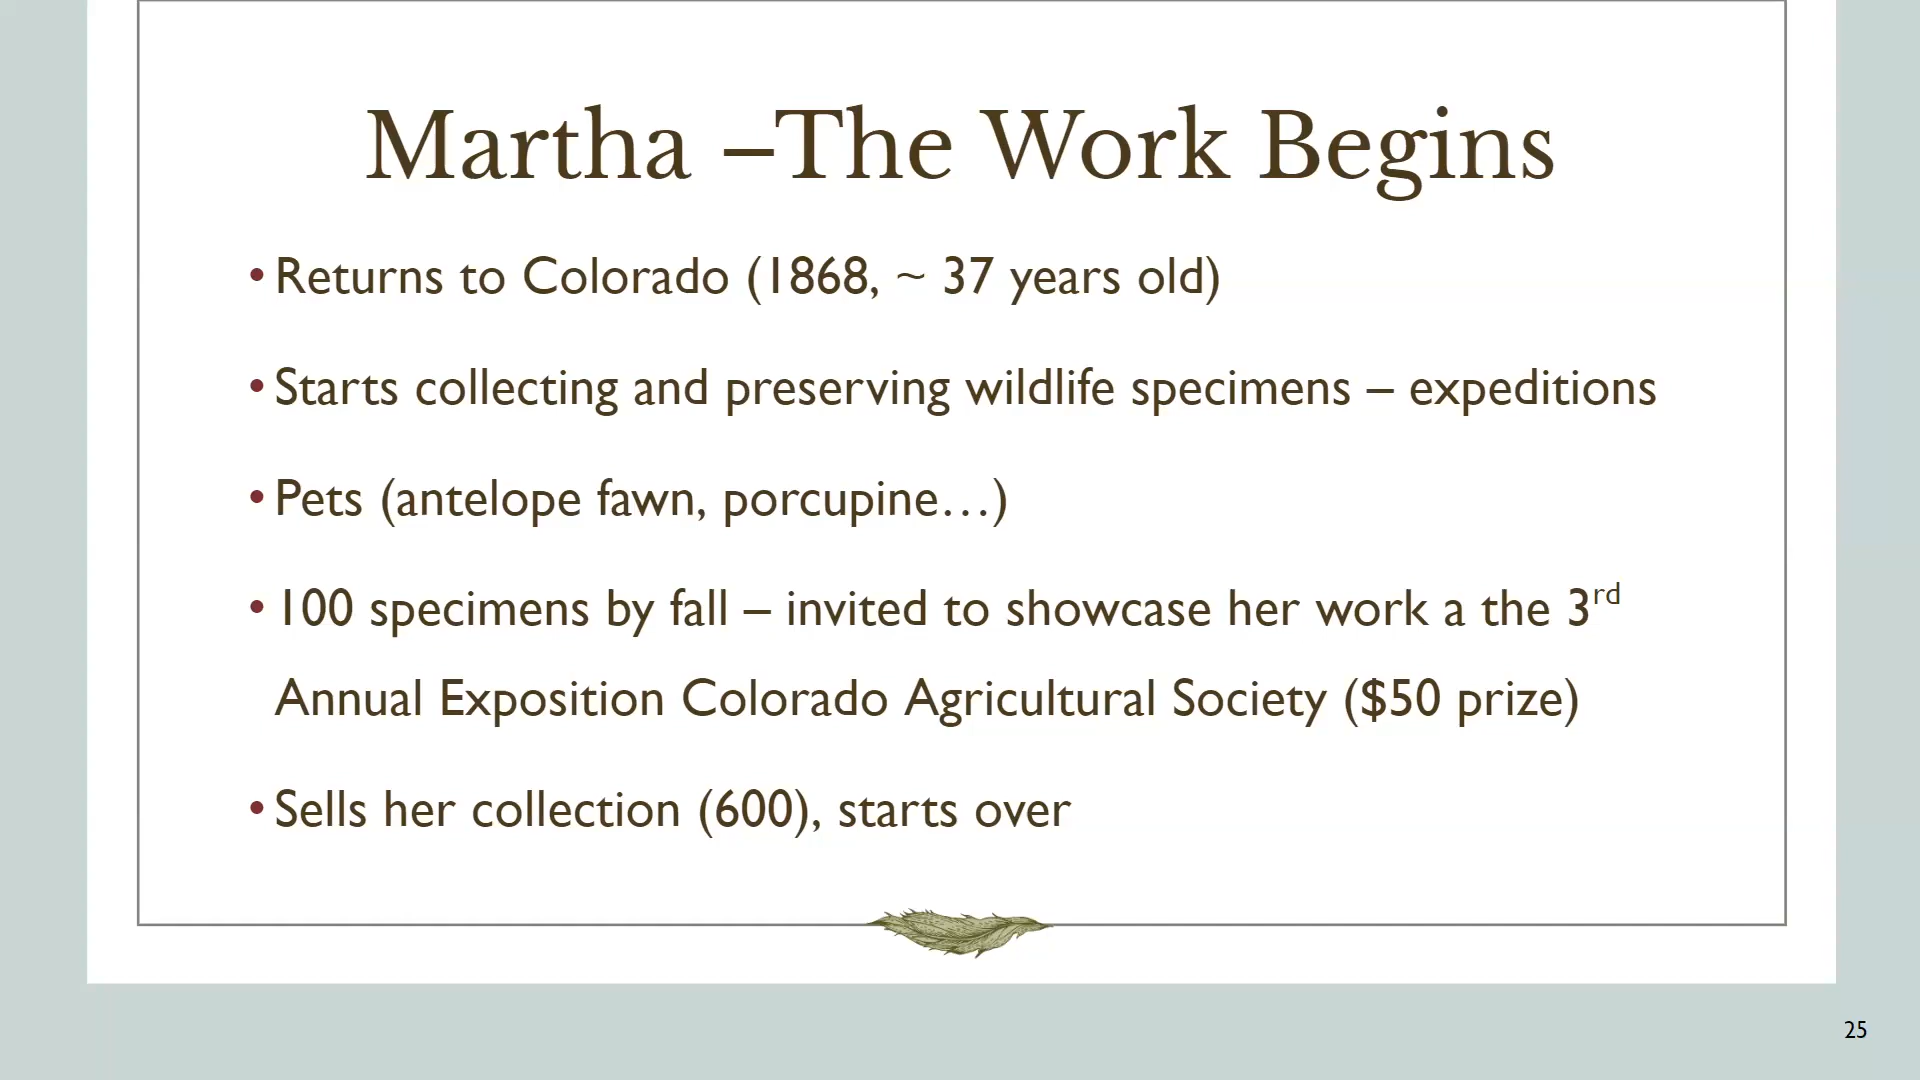 Martha –The Work Begins
• Returns to Colorado (1868, ~ 37 years old)
• Starts collecting and preserving wildlife specimens – expeditions
• Pets (antelope fawn, porcupine…)
• 100 specimens by fall – invited to showcase her work a the 3rd
Annual Exposition Colorado Agricultural Society ($50 prize)
• Sells her collection (600), starts over
25